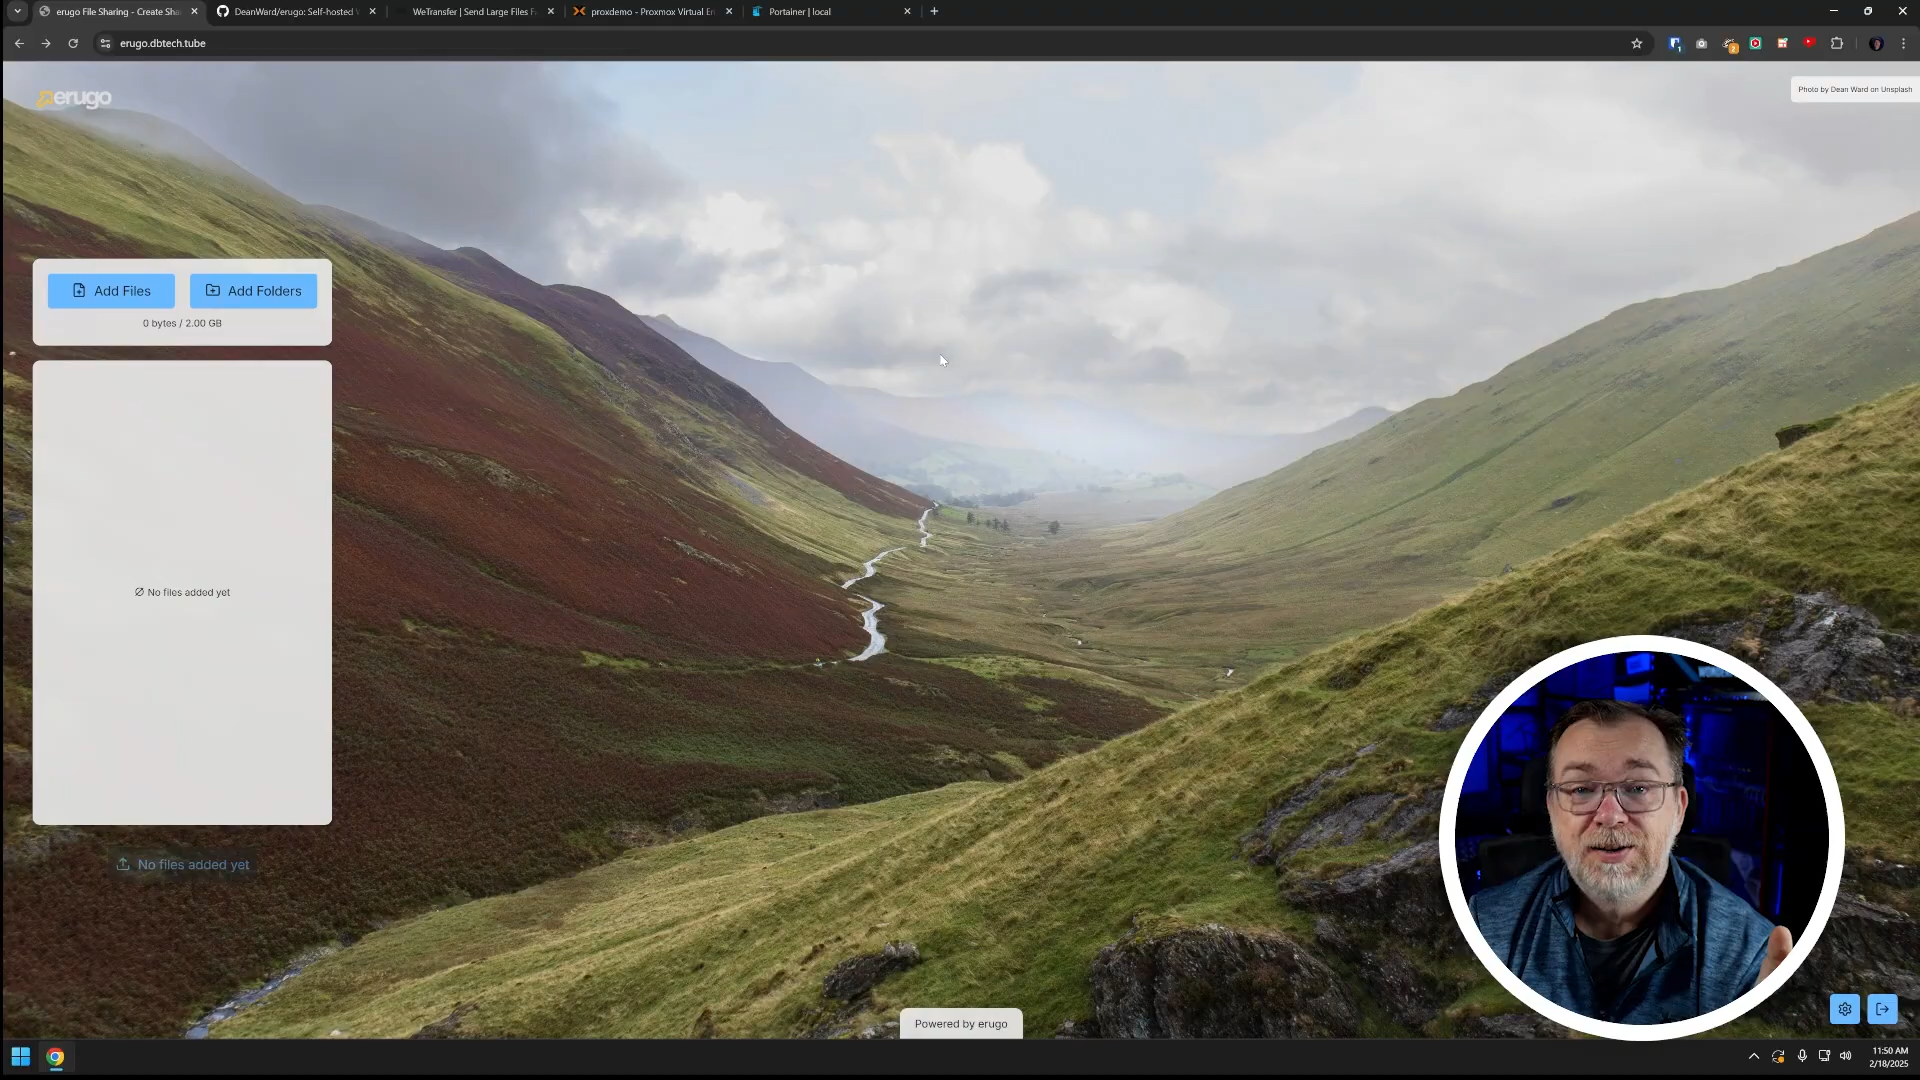 erugo File Sharing - Create Sha
DeanWard/erugo: Self-hosted
WeTransfer | Send Large Files F
proxdemo - Proxmox Virtual En
Portainer | local
erugo.dbtech.tube
erugo
Photo by Dean Ward on Unsplash
Add Files
Add Folders
0 bytes / 2.00 GB
No files added yet
No files added yet
Powered by erugo
11:50 AM
2/18/2025